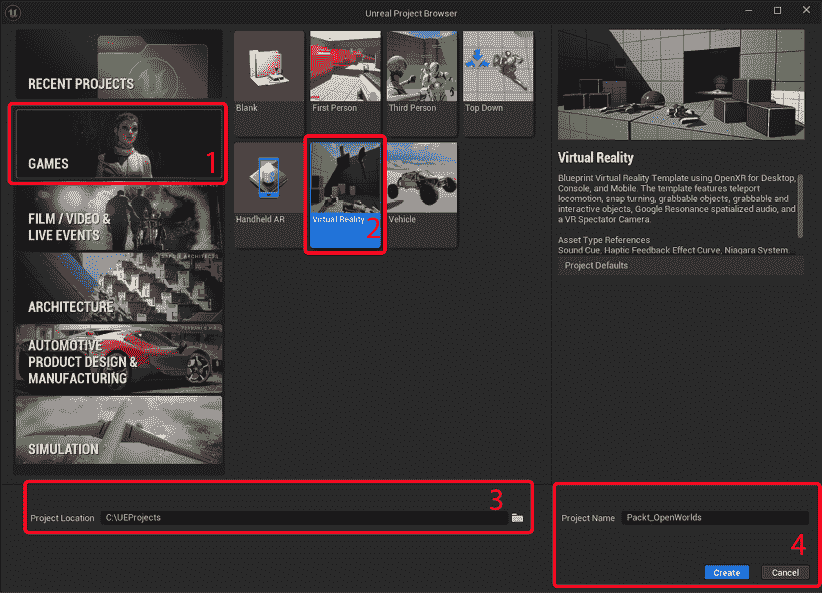 Unreal Project Browser
RECENT PROJECTS
GAMES
1
FILM / VIDEO &
LIVE EVENTS
ARCHITECTURE
AUTOMOTIVE
PRODUCT DESIGN &
MANUFACTURING
SIMULATION
Blank
First Person
Third Person
Top Down
Handheld AR
Virtual Reality
2
Vehicle
Virtual Reality
Blueprint Virtual Reality Template using OpenXR for Desktop,
Console, and Mobile. The template features teleport
locomotion, snap turning, grabbable objects, grabbable and
interactive objects, Google Resonance spatialized audio, and
a VR Spectator Camera.
Asset Type References
Sound Cue, Haptic Feedback Effect Curve, Niagara System,
Project Defaults
3
Project Location
C:\UEProjects
Project Name
Packt_OpenWorlds
4
Create
Cancel